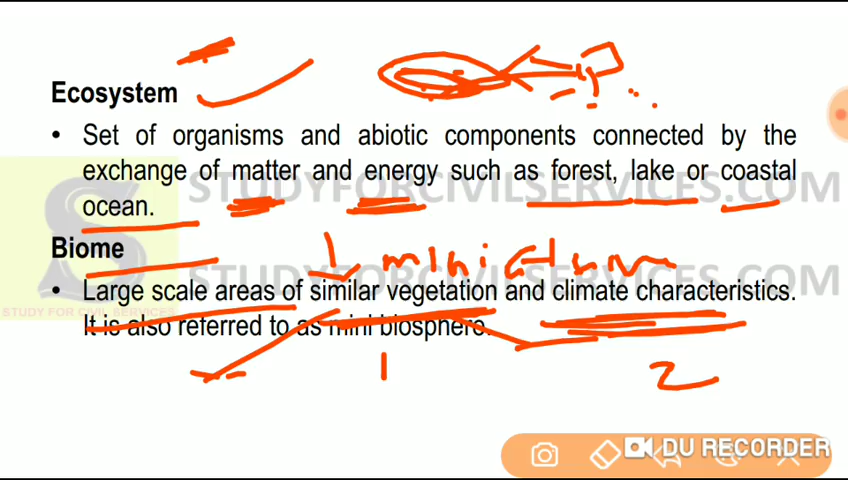 Ecosystem
• Set of organisms and abiotic components connected by the
exchange of matter and energy such as forest, lake or coastal
ocean.
STUDYFORCIVILSERVICES.COM
Biome
STUDYFORCIVILSERVICES.COM
• Large scale areas of similar vegetation and climate characteristics.
STUDY FOR CIVIL SERVICES
It is also referred to as mini biosphere.
1
2
DU RECORDER